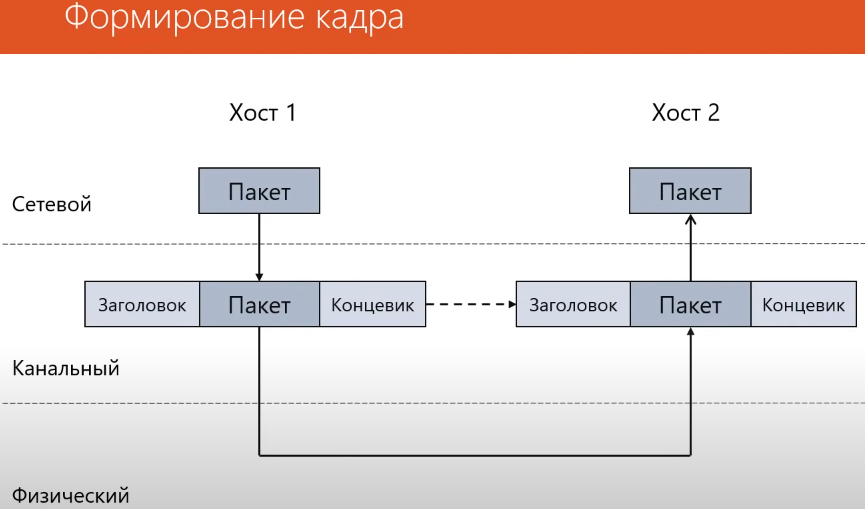 Формирование кадра
Хост 1
Хост 2
Пакет
Пакет
Сетевой
Заголовок
Пакет
Концевик
Заголовок
Пакет
Концевик
Канальный
Физический